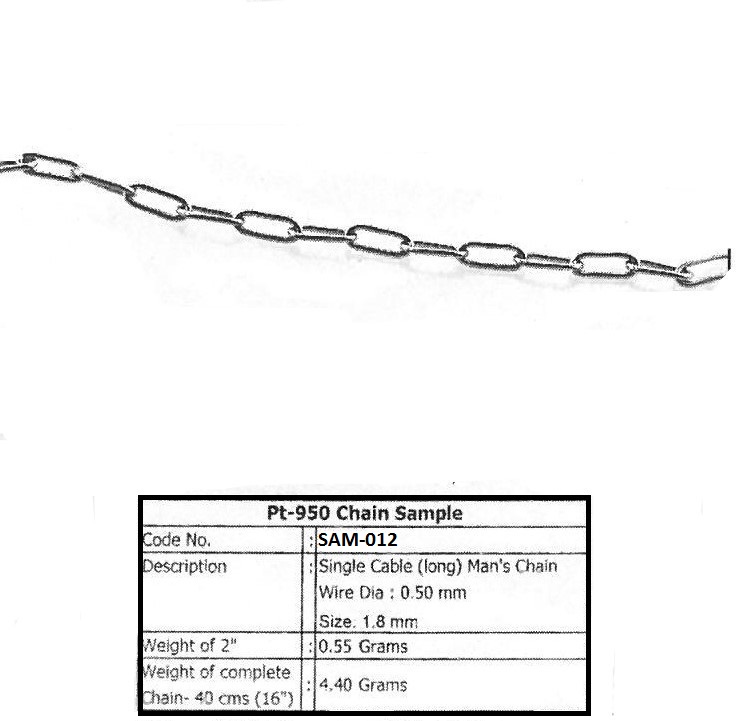 Pt-950 Chain Sample
Code No. : SAM-012
Description : Single Cable (long) Man's Chain
Wire Dia : 0.50 mm
Size. 1.8 mm
Weight of 2" : 0.55 Grams
Weight of complete
Chain- 40 cms (16") : 4.40 Grams